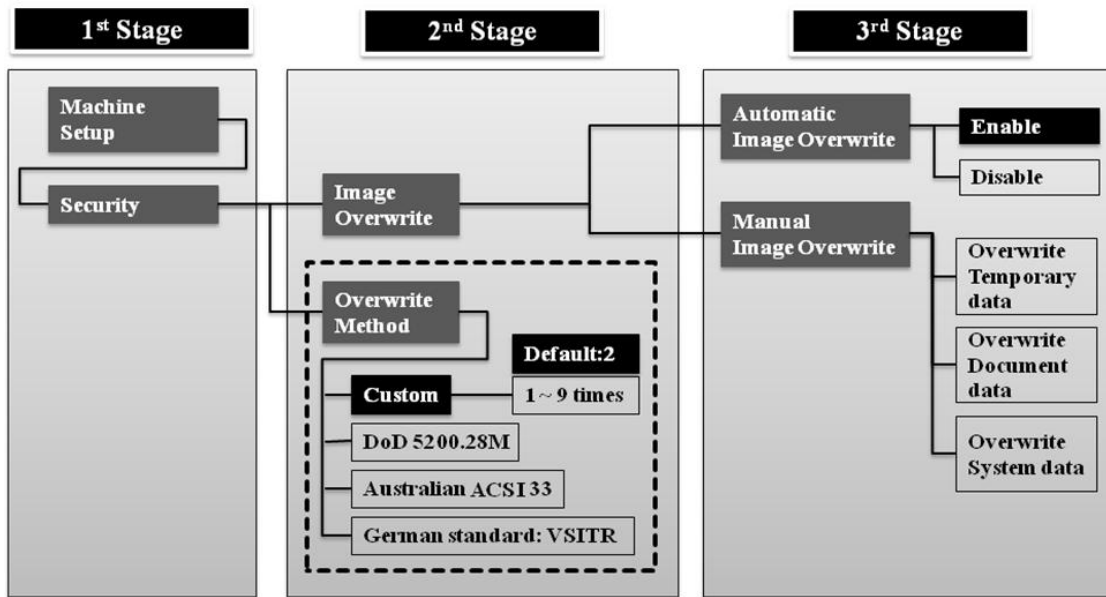 1st Stage
2nd Stage
3rd Stage
Machine
Setup
Security
Image
Overwrite
Overwrite
Method
Default:2
Custom
1 ~ 9 times
DoD 5200.28M
Australian ACSI 33
German standard: VSITR
Automatic
Image Overwrite
Enable
Disable
Manual
Image Overwrite
Overwrite
Temporary
data
Overwrite
Document
data
Overwrite
System data